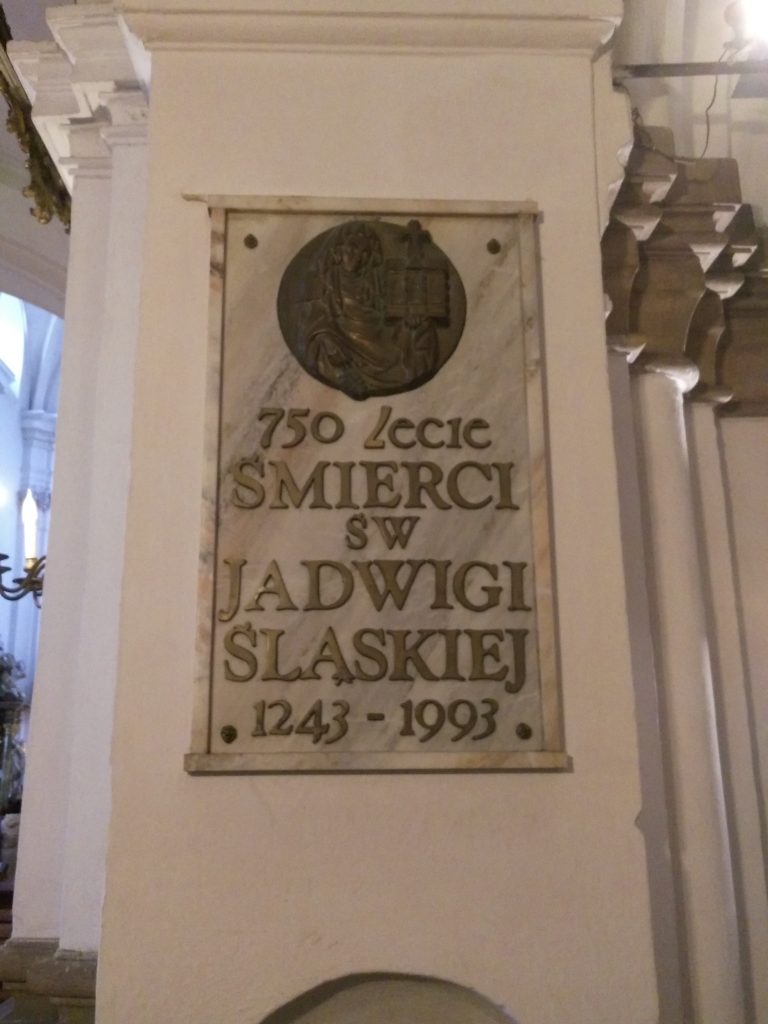 750 lecie
ŚMIERCI
ŚW
JADWIGI
ŚLĄSKIEJ
1243 - 1993